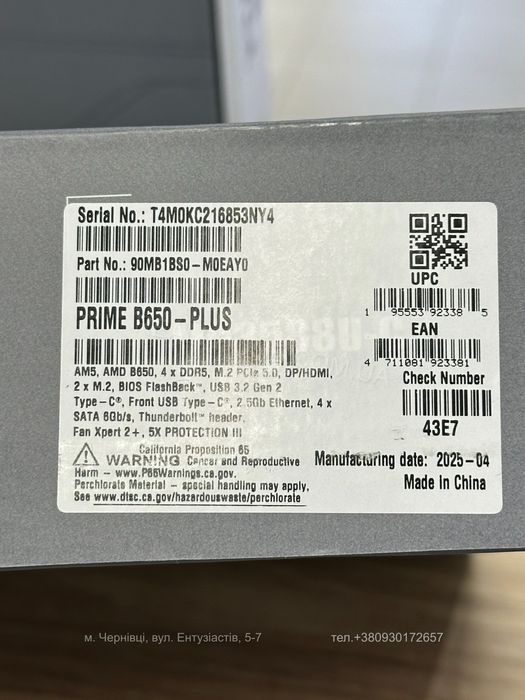 Serial No.: T4M0KC216853NY4
Part No.: 90MB1BS0-M0EAY0
UPC
1 95553 92338 5
PRIME B650-PLUS
EAN
4 711081 923381
AM5, AMD B650, 4 x DDR5, M.2 PCIe 5.0, DP/HDMI,
2 x M.2, BIOS FlashBack™, USB 3.2 Gen 2
Type-C®, Front USB Type-C®, 2.5Gb Ethernet, 4 x
SATA 6Gb/s, Thunderbolt™ header,
Fan Xpert 2+, 5X PROTECTION III
Check Number
43E7
California Proposition 65
WARNING Cancer and Reproductive
Harm - www.P65Warnings.ca.gov.
Perchlorate Material - special handling may apply,
See www.dtsc.ca.gov/hazardouswaste/perchlorate
Manufacturing date: 2025-04
Made in China
м. Чернівці, вул. Ентузіастів, 5-7
тел.+380930172657